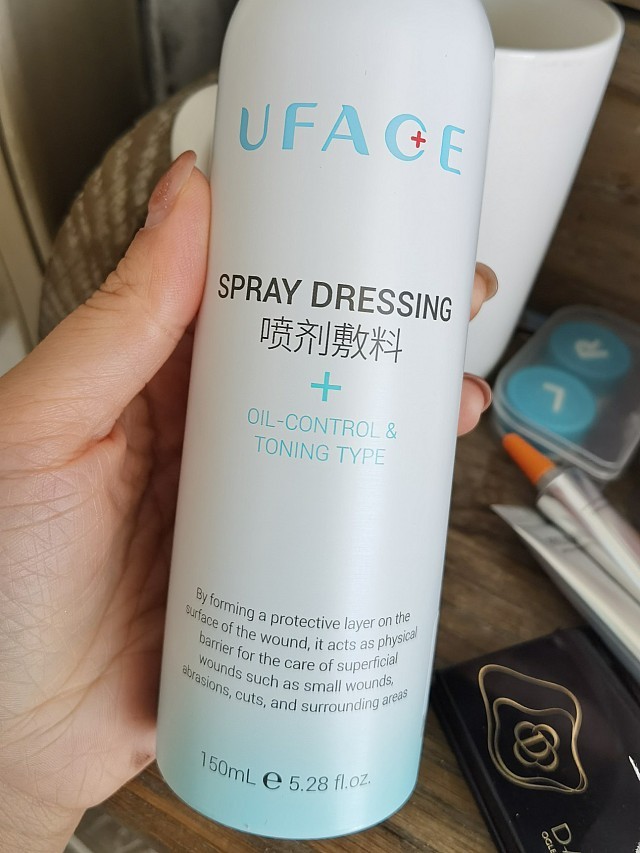 UFACE
SPRAY DRESSING
喷剂敷料
+
OIL-CONTROL &
TONING TYPE
By forming a protective layer on the
surface of the wound, it acts as physical
barrier for the care of superficial
wounds such as small wounds,
abrasions, cuts, and surrounding areas
150mL ℮ 5.28 fl.oz.
R
L